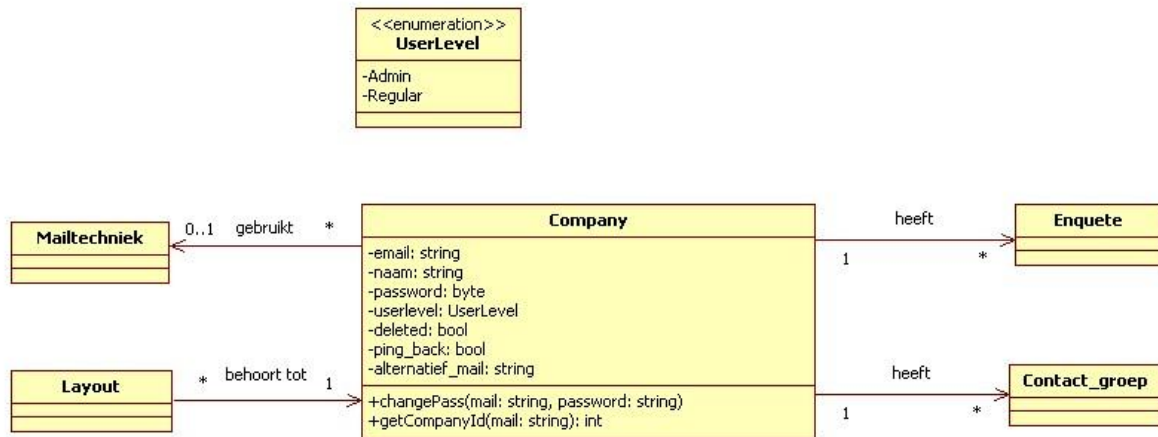 <<enumeration>>
UserLevel
-Admin
-Regular
Mailtechniek
0..1 gebruikt *
Company
-email: string
-naam: string
-password: byte
-userlevel: UserLevel
-deleted: bool
-ping_back: bool
-alternatief_mail: string
+changePass(mail: string, password: string)
+getCompanyId(mail: string): int
heeft
1 *
Enquete
Layout
* behoort tot 1
heeft
1 *
Contact_groep